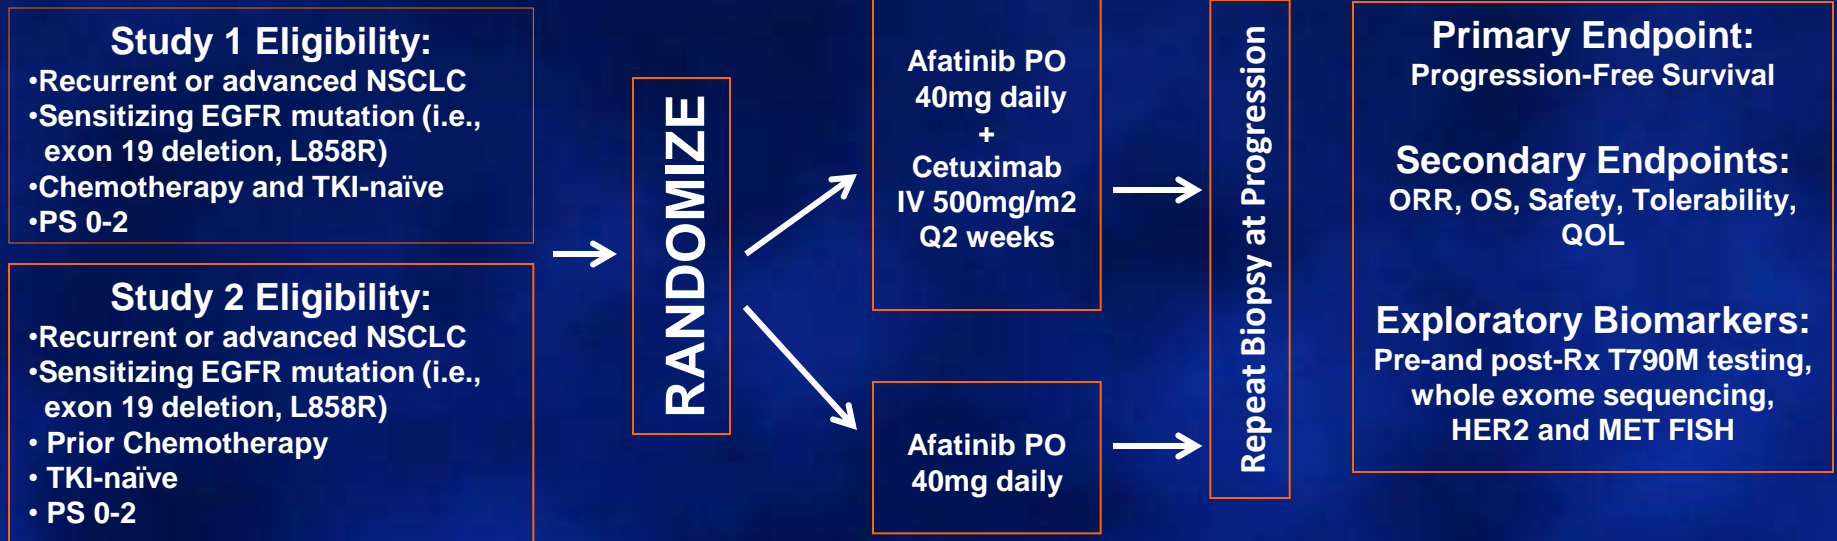 Study 1 Eligibility:
•Recurrent or advanced NSCLC
•Sensitizing EGFR mutation (i.e.,
exon 19 deletion, L858R)
•Chemotherapy and TKI-naïve
•PS 0-2
Study 2 Eligibility:
•Recurrent or advanced NSCLC
•Sensitizing EGFR mutation (i.e.,
exon 19 deletion, L858R)
• Prior Chemotherapy
• TKI-naïve
• PS 0-2
RANDOMIZE
Afatinib PO
40mg daily
+
Cetuximab
IV 500mg/m2
Q2 weeks
Afatinib PO
40mg daily
Repeat Biopsy at Progression
Primary Endpoint:
Progression-Free Survival
Secondary Endpoints:
ORR, OS, Safety, Tolerability,
QOL
Exploratory Biomarkers:
Pre-and post-Rx T790M testing,
whole exome sequencing,
HER2 and MET FISH